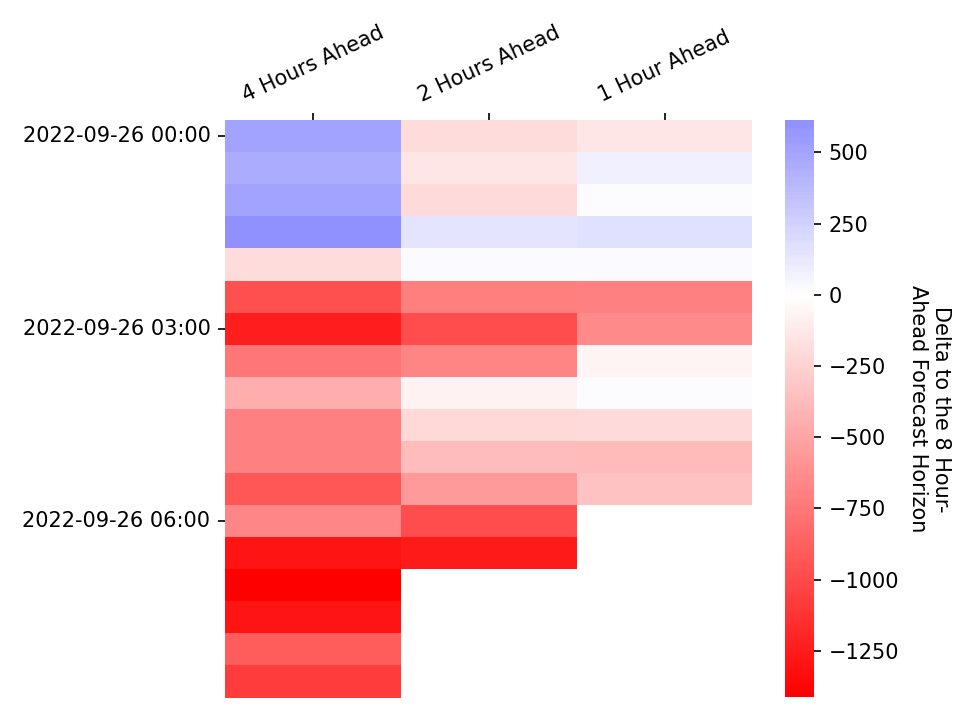 4 Hours Ahead
2 Hours Ahead
1 Hour Ahead
2022-09-26 00:00
2022-09-26 03:00
2022-09-26 06:00
500
250
0
−250
−500
−750
−1000
−1250
Delta to the 8 Hour-
Ahead Forecast Horizon